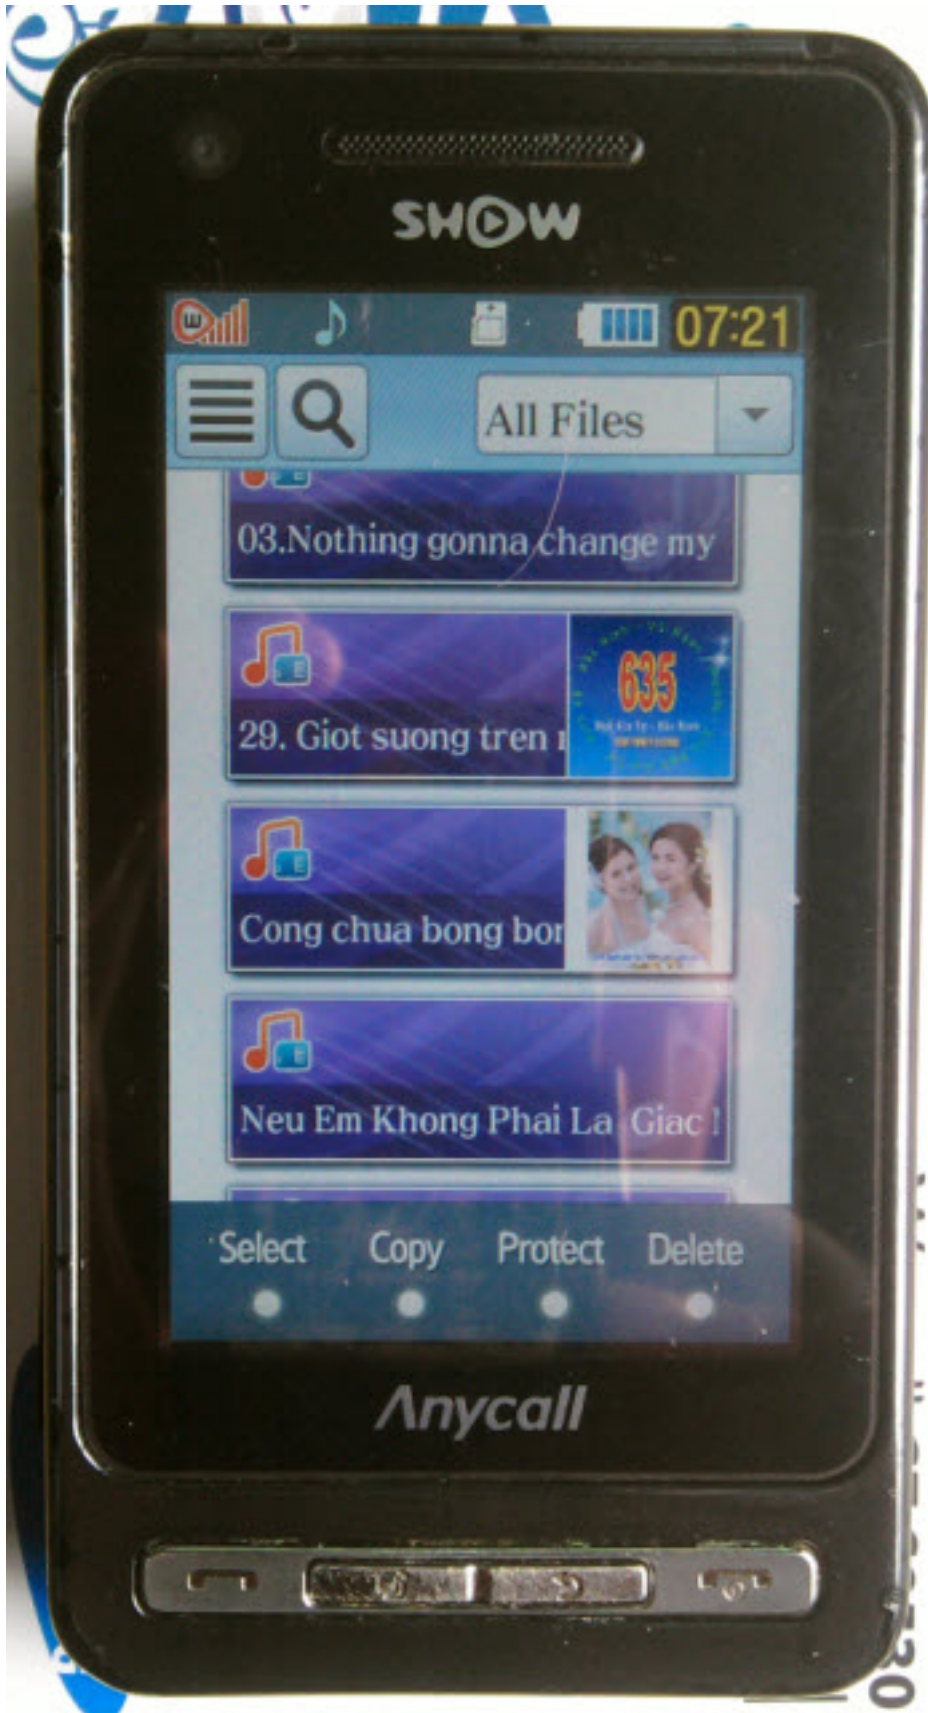 SHOW
07:21
All Files
03.Nothing gonna change my
29. Giot suong tren
635
Cong chua bong bon
Neu Em Khong Phai La Giac
Select Copy Protect Delete
Anycall